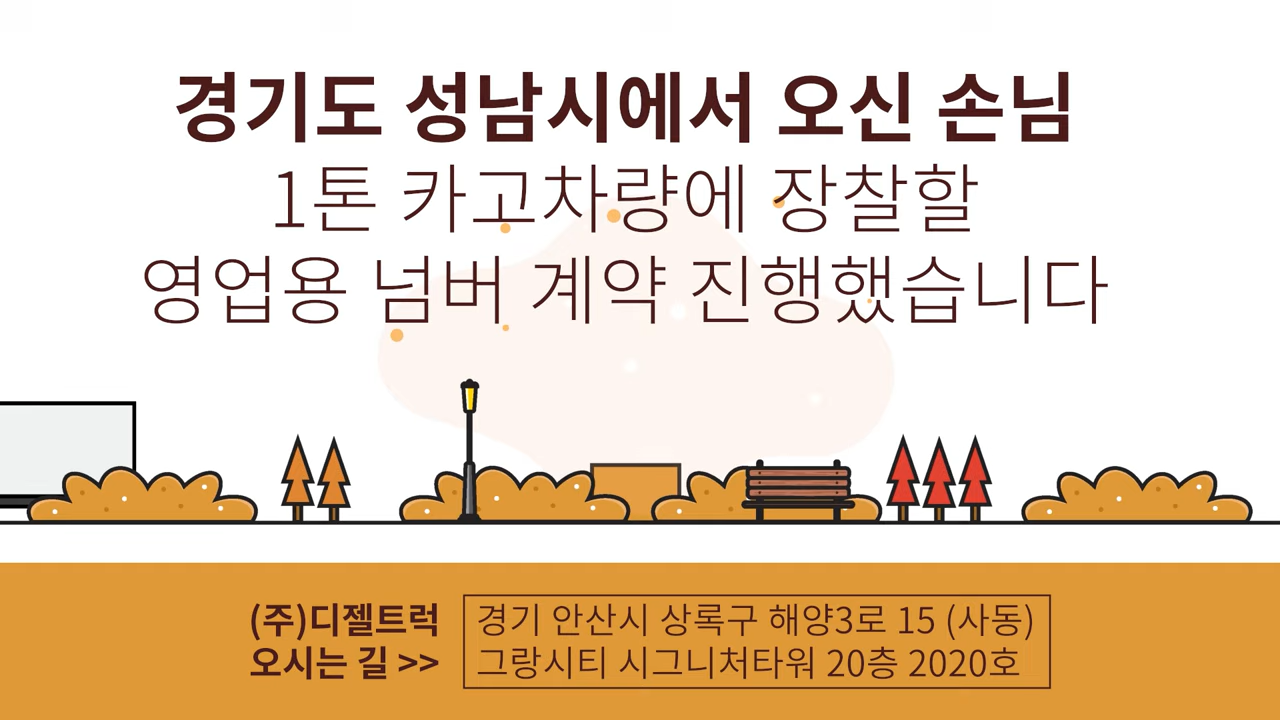 경기도 성남시에서 오신 손님
1톤 카고차량에 장찰할
영업용 넘버 계약 진행했습니다
(주)디젤트럭
오시는 길 >>
경기 안산시 상록구 해양3로 15 (사동)
그랑시티 시그니처타워 20층 2020호